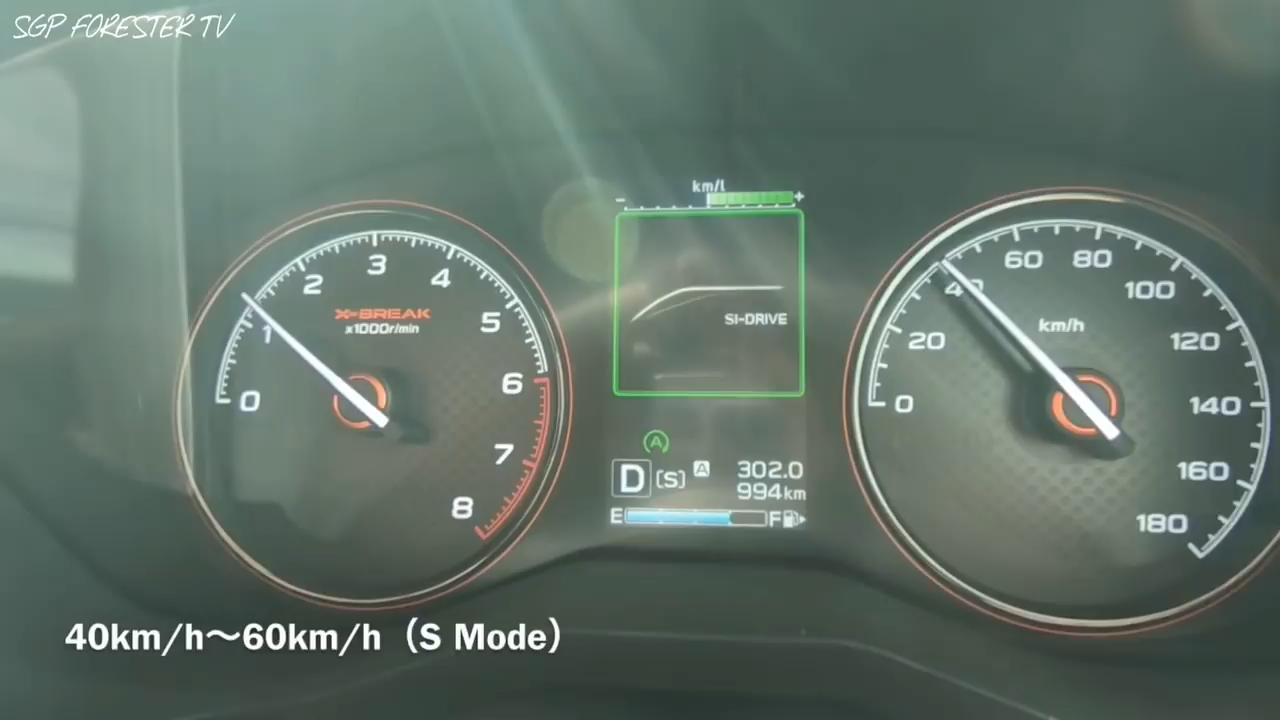 SGP FORESTER TV
km/l
- +
SI-DRIVE
0
1
2
3
4
5
6
7
8
X-BREAK
x1000r/min
A
D [S] A 302.0
994km
E F
0
20
40
60
80
100
120
140
160
180
km/h
40km/h〜60km/h（S Mode）